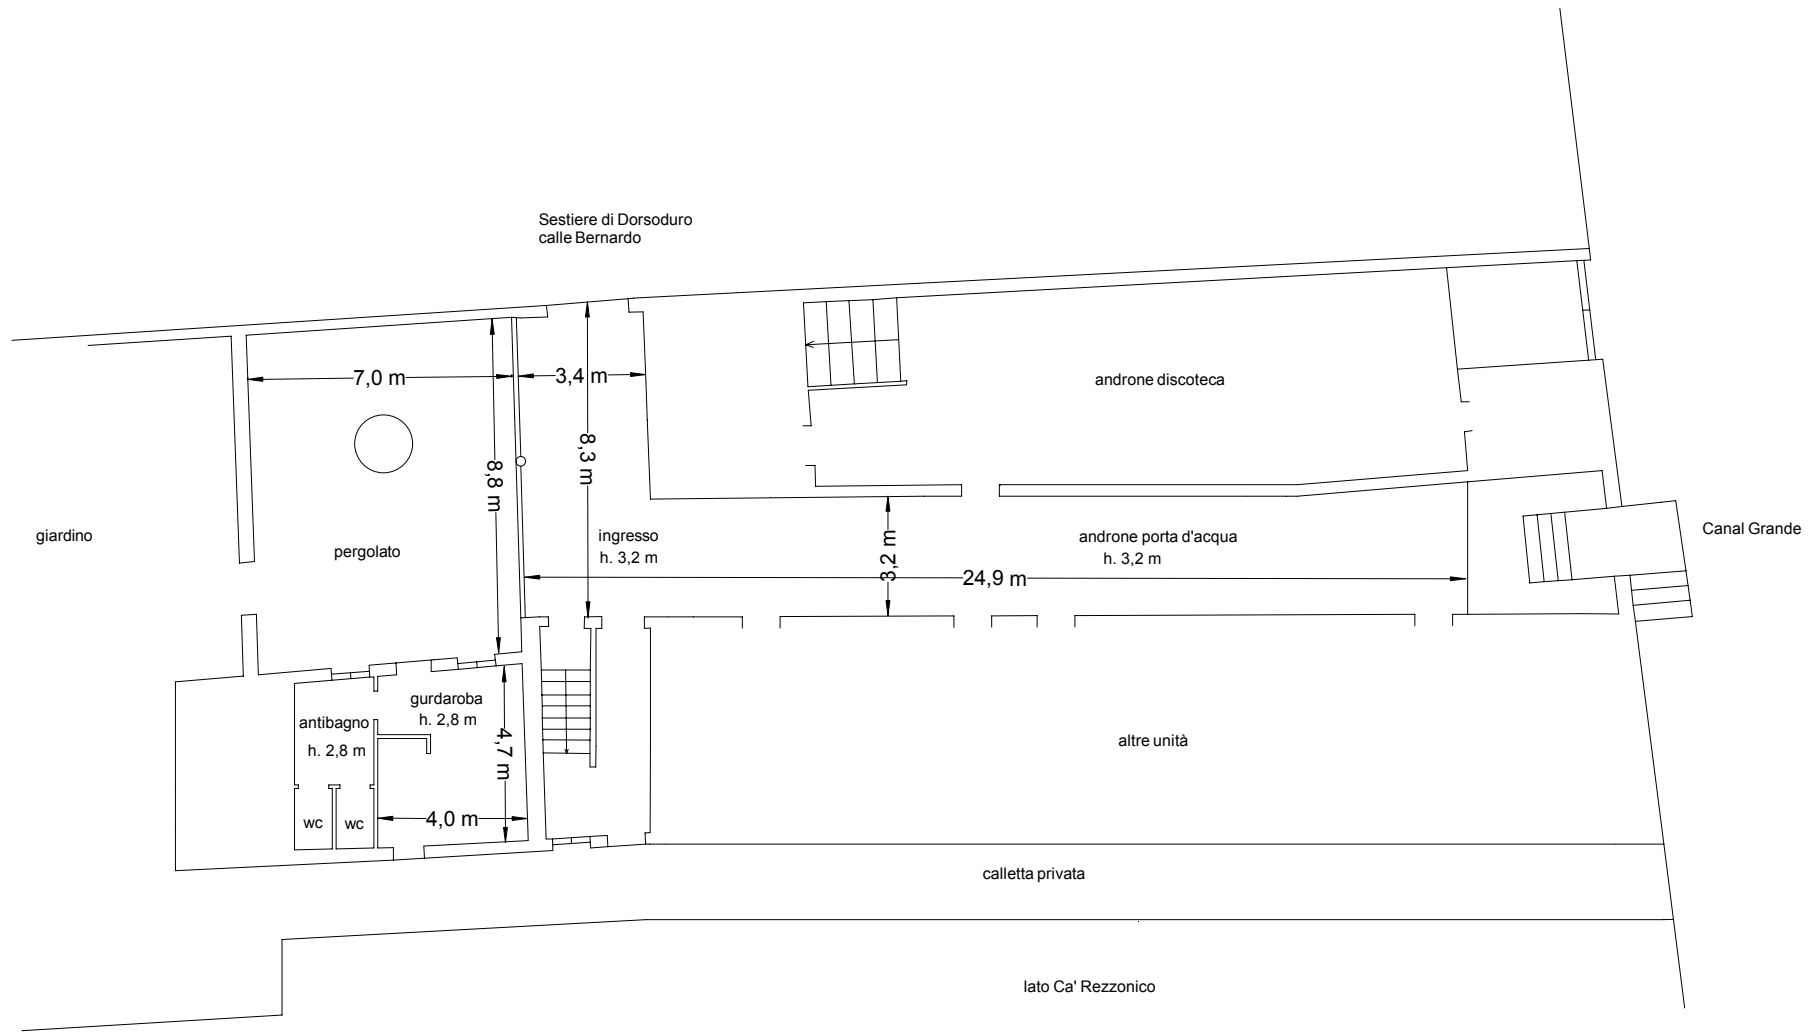 Sestiere di Dorsoduro
calle Bernardo
7,0 m
3,4 m
androne discoteca
8,3 m
8,8 m
giardino
pergolato
ingresso
h. 3,2 m
3,2 m
androne porta d'acqua
h. 3,2 m
24,9 m
Canal Grande
gurdaroba
h. 2,8 m
antibagno
h. 2,8 m
4,7 m
altre unità
wc
wc
4,0 m
calletta privata
lato Ca' Rezzonico